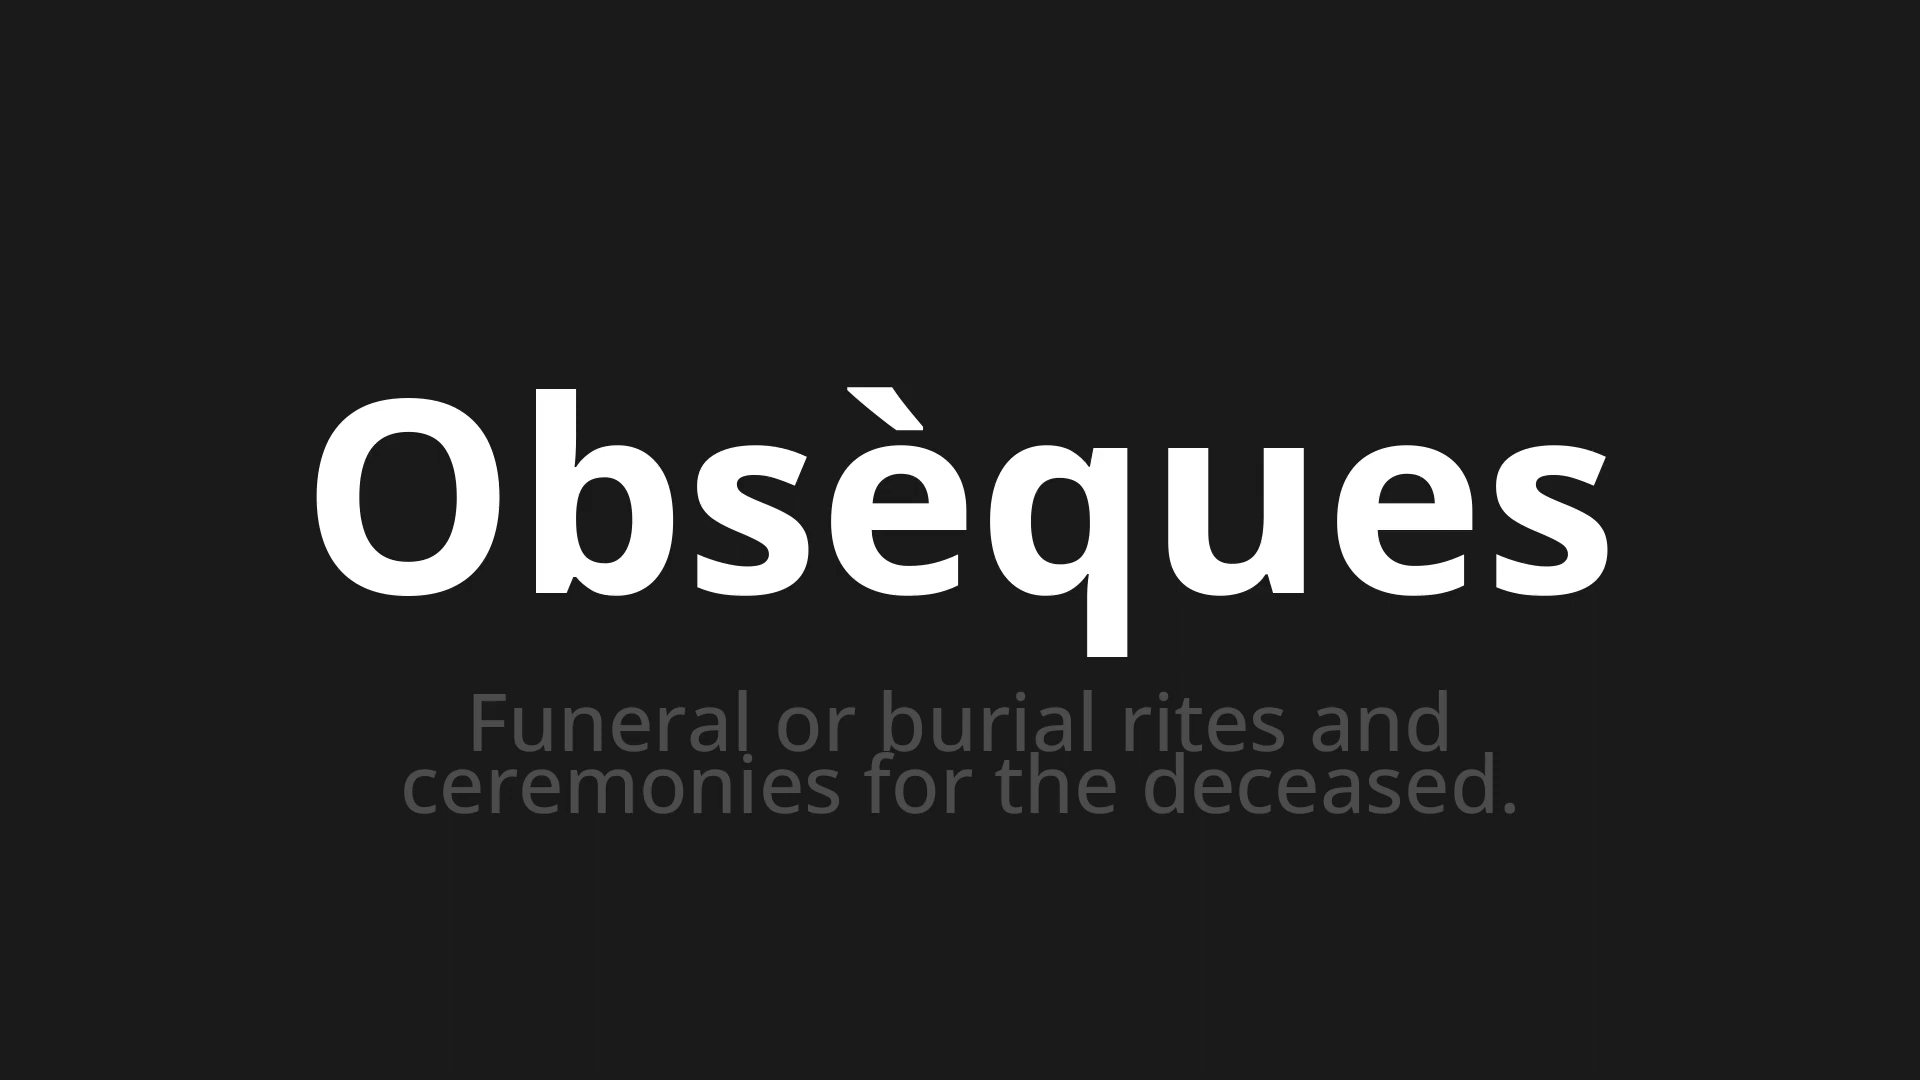 Obsèques
Funeral or burial rites and
ceremonies for the deceased.